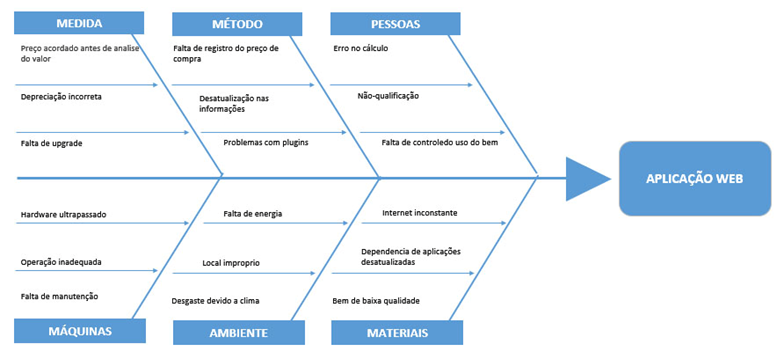 MEDIDA
MÉTODO
PESSOAS
Preço acordado antes de analise
do valor
Falta de registro do preço de
compra
Erro no cálculo
Depreciação incorreta
Desatualização nas
informações
Não-qualificação
Falta de upgrade
Problemas com plugins
Falta de controledo uso do bem
APLICAÇÃO WEB
Hardware ultrapassado
Falta de energia
Internet inconstante
Operação inadequada
Local improprio
Dependencia de aplicações
desatualizadas
Falta de manutenção
Desgaste devido a clima
Bem de baixa qualidade
MÁQUINAS
AMBIENTE
MATERIAIS